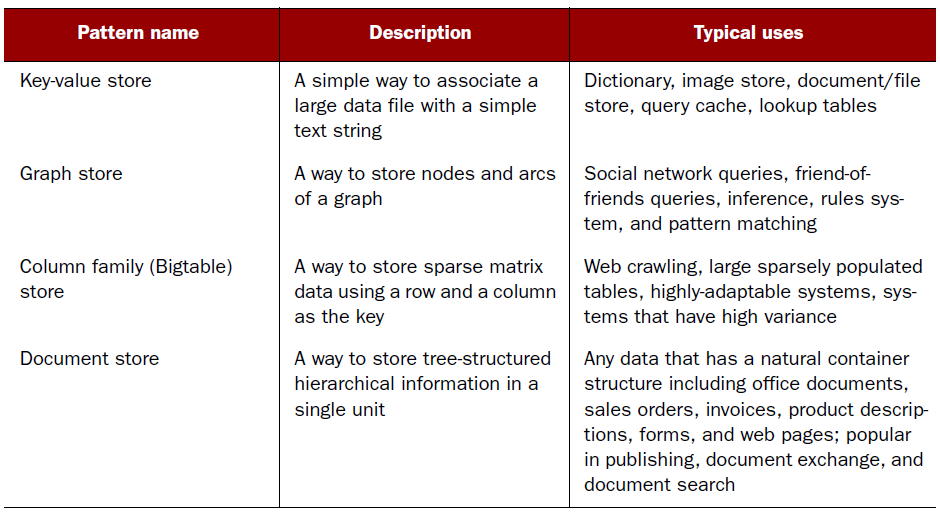 Pattern name
Description
Typical uses
Key-value store
A simple way to associate a
large data file with a simple
text string
Dictionary, image store, document/file
store, query cache, lookup tables
Graph store
A way to store nodes and arcs
of a graph
Social network queries, friend-of-
friends queries, inference, rules sys-
tem, and pattern matching
Column family (Bigtable)
store
A way to store sparse matrix
data using a row and a column
as the key
Web crawling, large sparsely populated
tables, highly-adaptable systems, sys-
tems that have high variance
Document store
A way to store tree-structured
hierarchical information in a
single unit
Any data that has a natural container
structure including office documents,
sales orders, invoices, product descrip-
tions, forms, and web pages; popular
in publishing, document exchange, and
document search